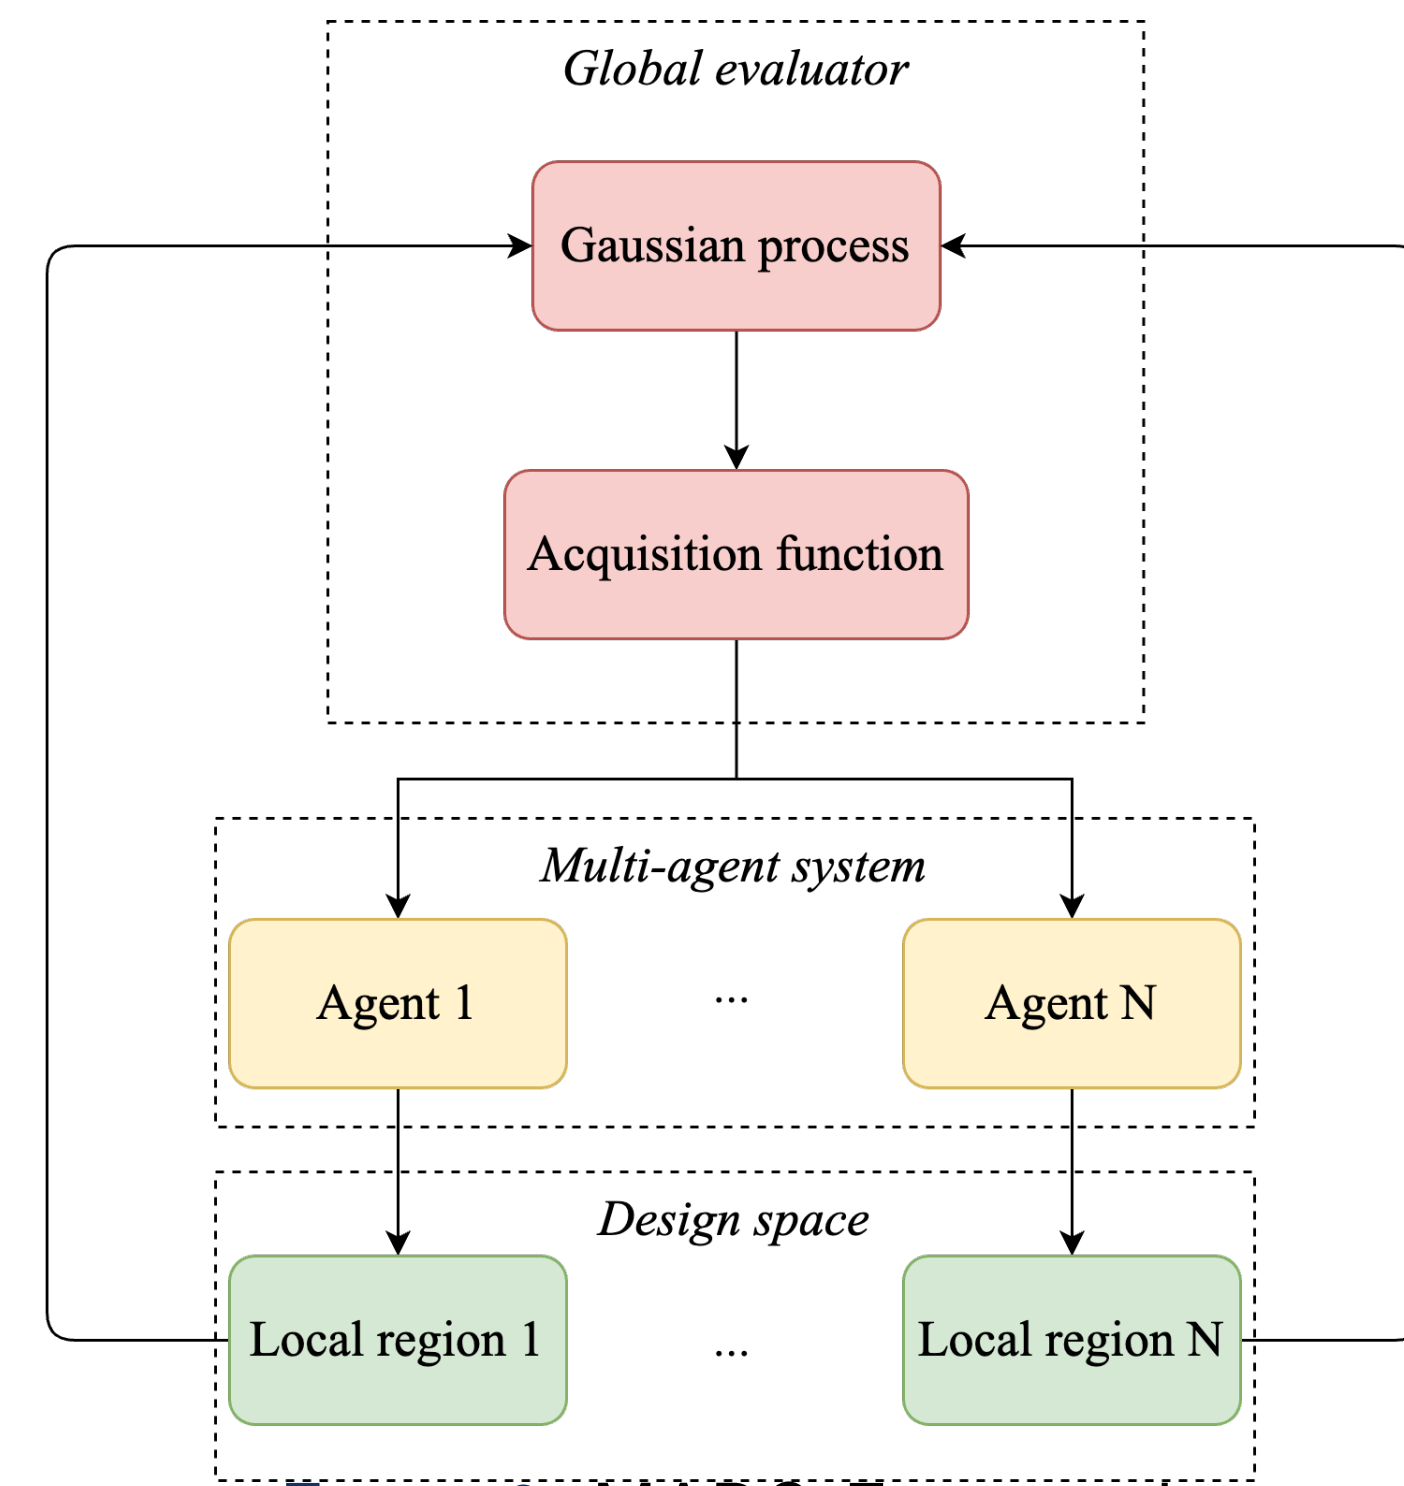 Global evaluator
Gaussian process
Acquisition function
Multi-agent system
Agent 1
...
Agent N
Design space
Local region 1
...
Local region N